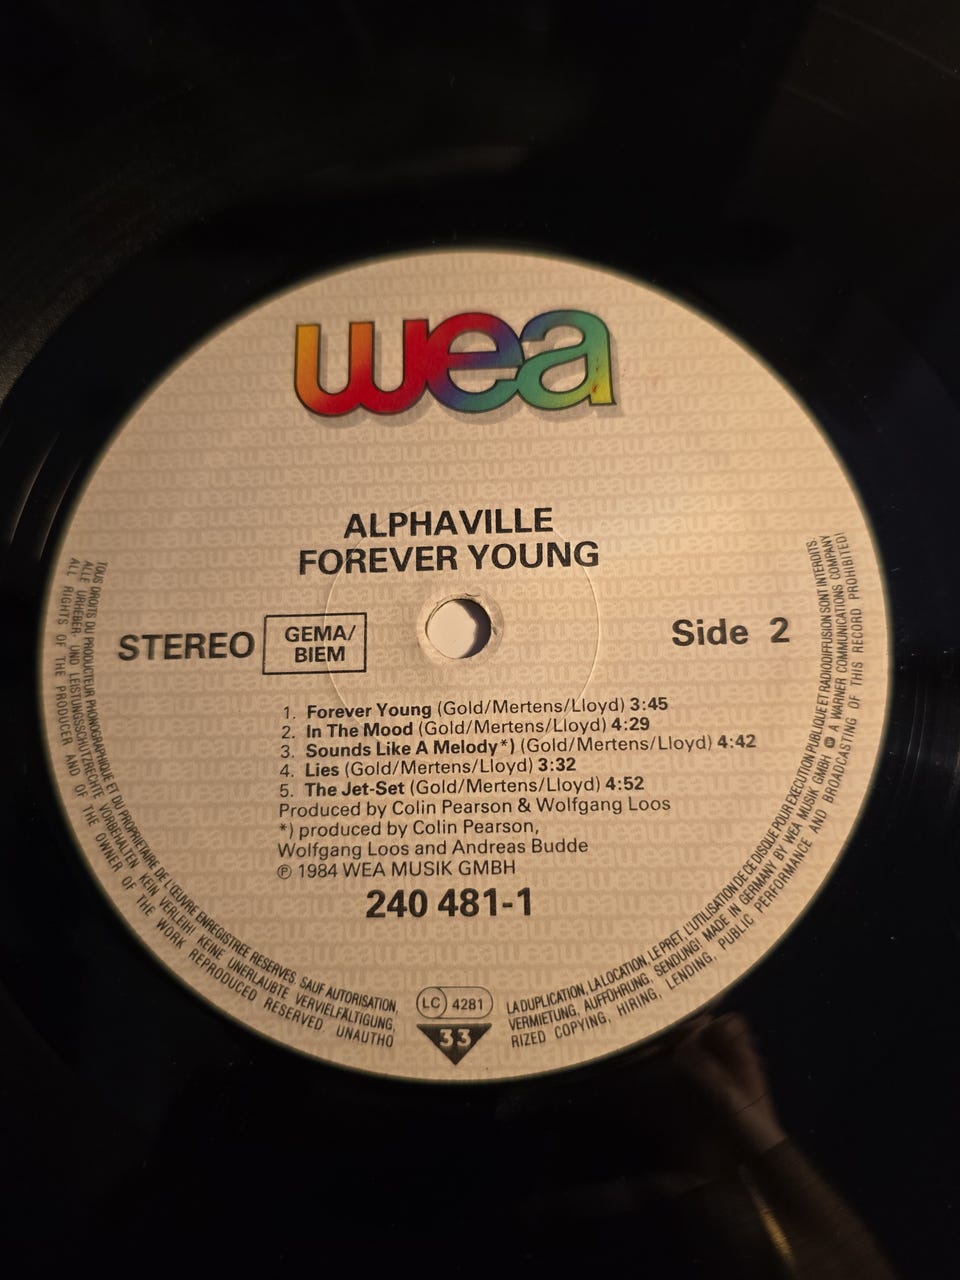 wea
ALPHAVILLE
FOREVER YOUNG
STEREO
GEMA/
BIEM
Side 2
1. Forever Young (Gold/Mertens/Lloyd) 3:45
2. In The Mood (Gold/Mertens/Lloyd) 4:29
3. Sounds Like A Melody*) (Gold/Mertens/Lloyd) 4:42
4. Lies (Gold/Mertens/Lloyd) 3:32
5. The Jet-Set (Gold/Mertens/Lloyd) 4:52
Produced by Colin Pearson & Wolfgang Loos
*) produced by Colin Pearson,
Wolfgang Loos and Andreas Budde
℗ 1984 WEA MUSIK GMBH
240 481-1
LC 4281
33
TOUS DROITS DU PRODUCTEUR PHONOGRAPHIQUE ET DU PROPRIETAIRE DE L'ŒUVRE ENREGISTREE RESERVES. SAUF AUTORISATION, LA DUPLICATION, LA LOCATION, LE PRET, L'UTILISATION DE CE DISQUE POUR EXECUTION PUBLIQUE ET RADIODIFFUSION SONT INTERDITS.
ALLE URHEBER- UND LEISTUNGSSCHUTZRECHTE VORBEHALTEN. KEIN VERLEIH! KEINE UNERLAUBTE VERVIELFÄLTIGUNG, VERMIETUNG, AUFFÜHRUNG, SENDUNG! MADE IN GERMANY BY WEA MUSIK GMBH A WARNER COMMUNICATIONS COMPANY
ALL RIGHTS OF THE PRODUCER AND OF THE OWNER OF THE WORK REPRODUCED RESERVED UNAUTHORIZED COPYING, HIRING, LENDING, PUBLIC PERFORMANCE AND BROADCASTING OF THIS RECORD PROHIBITED!